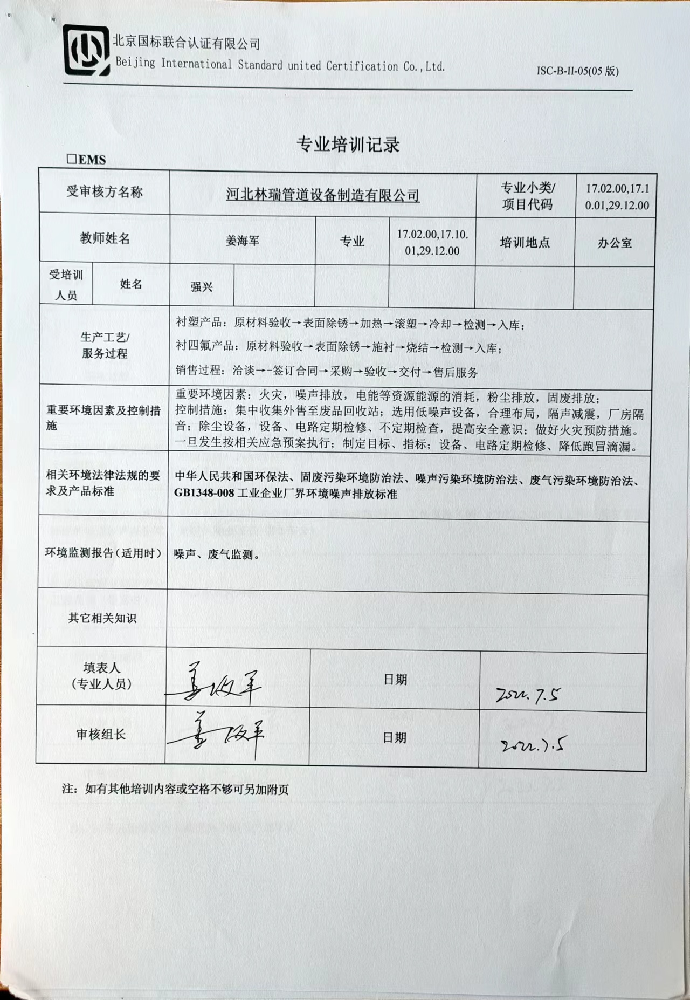 北京国标联合认证有限公司
Beijing International Standard united Certification Co.,Ltd.
ISC-B-II-05(05 版)
专业培训记录
□EMS
受审核方名称
河北林瑞管道设备制造有限公司
专业小类/
项目代码
17.02.00,17.1
0.01,29.12.00
教师姓名
姜海军
专业
17.02.00,17.10.
01,29.12.00
培训地点
办公室
受培训
人员
姓名
强兴
生产工艺/
服务过程
衬塑产品：原材料验收→表面除锈→加热→滚塑→冷却→检测→入库；
衬四氟产品：原材料验收→表面除锈→施衬→烧结→检测→入库；
销售过程：洽谈→-签订合同→采购→验收→交付→售后服务
重要环境因素及控制措
施
重要环境因素：火灾，噪声排放，电能等资源能源的消耗，粉尘排放，固废排放；
控制措施：集中收集外售至废品回收站；选用低噪声设备，合理布局，隔声减震，厂房隔
音；除尘设备，设备、电路定期检修、不定期检查，提高安全意识；做好火灾预防措施。
一旦发生按相关应急预案执行；制定目标、指标；设备、电路定期检修、降低跑冒滴漏。
相关环境法律法规的要
求及产品标准
中华人民共和国环保法、固废污染环境防治法、噪声污染环境防治法、废气污染环境防治法、
GB1348-008 工业企业厂界环境噪声排放标准
环境监测报告（适用时）
噪声、废气监测。
其它相关知识
填表人
（专业人员）
姜海军
日期
2022.7.5
审核组长
姜海军
日期
2022.7.5
注：如有其他培训内容或空格不够可另加附页